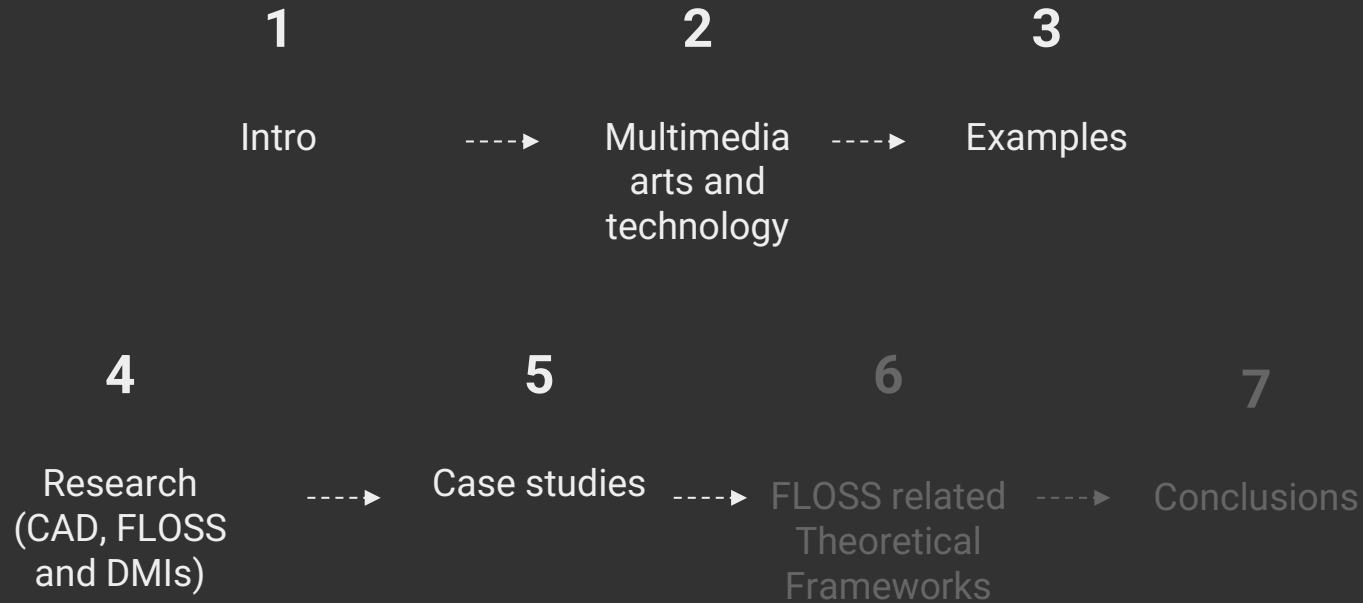 1
Intro
2
Multimedia
arts and
technology
3
Examples
4
Research
(CAD, FLOSS
and DMIs)
5
Case studies
6
FLOSS related
Theoretical
Frameworks
7
Conclusions